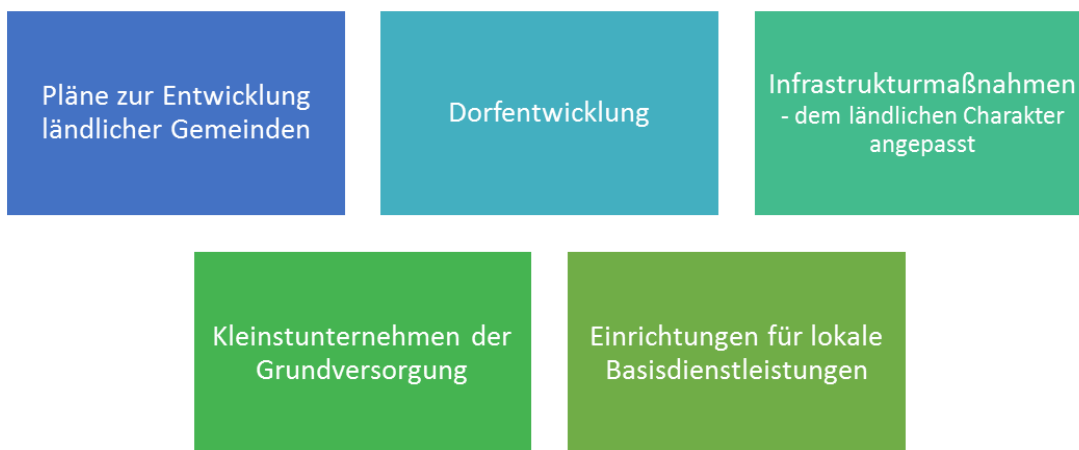 Pläne zur Entwicklung
ländlicher Gemeinden
Dorfentwicklung
Infrastrukturmaßnahmen
- dem ländlichen Charakter
angepasst
Kleinstunternehmen der
Grundversorgung
Einrichtungen für lokale
Basisdienstleistungen